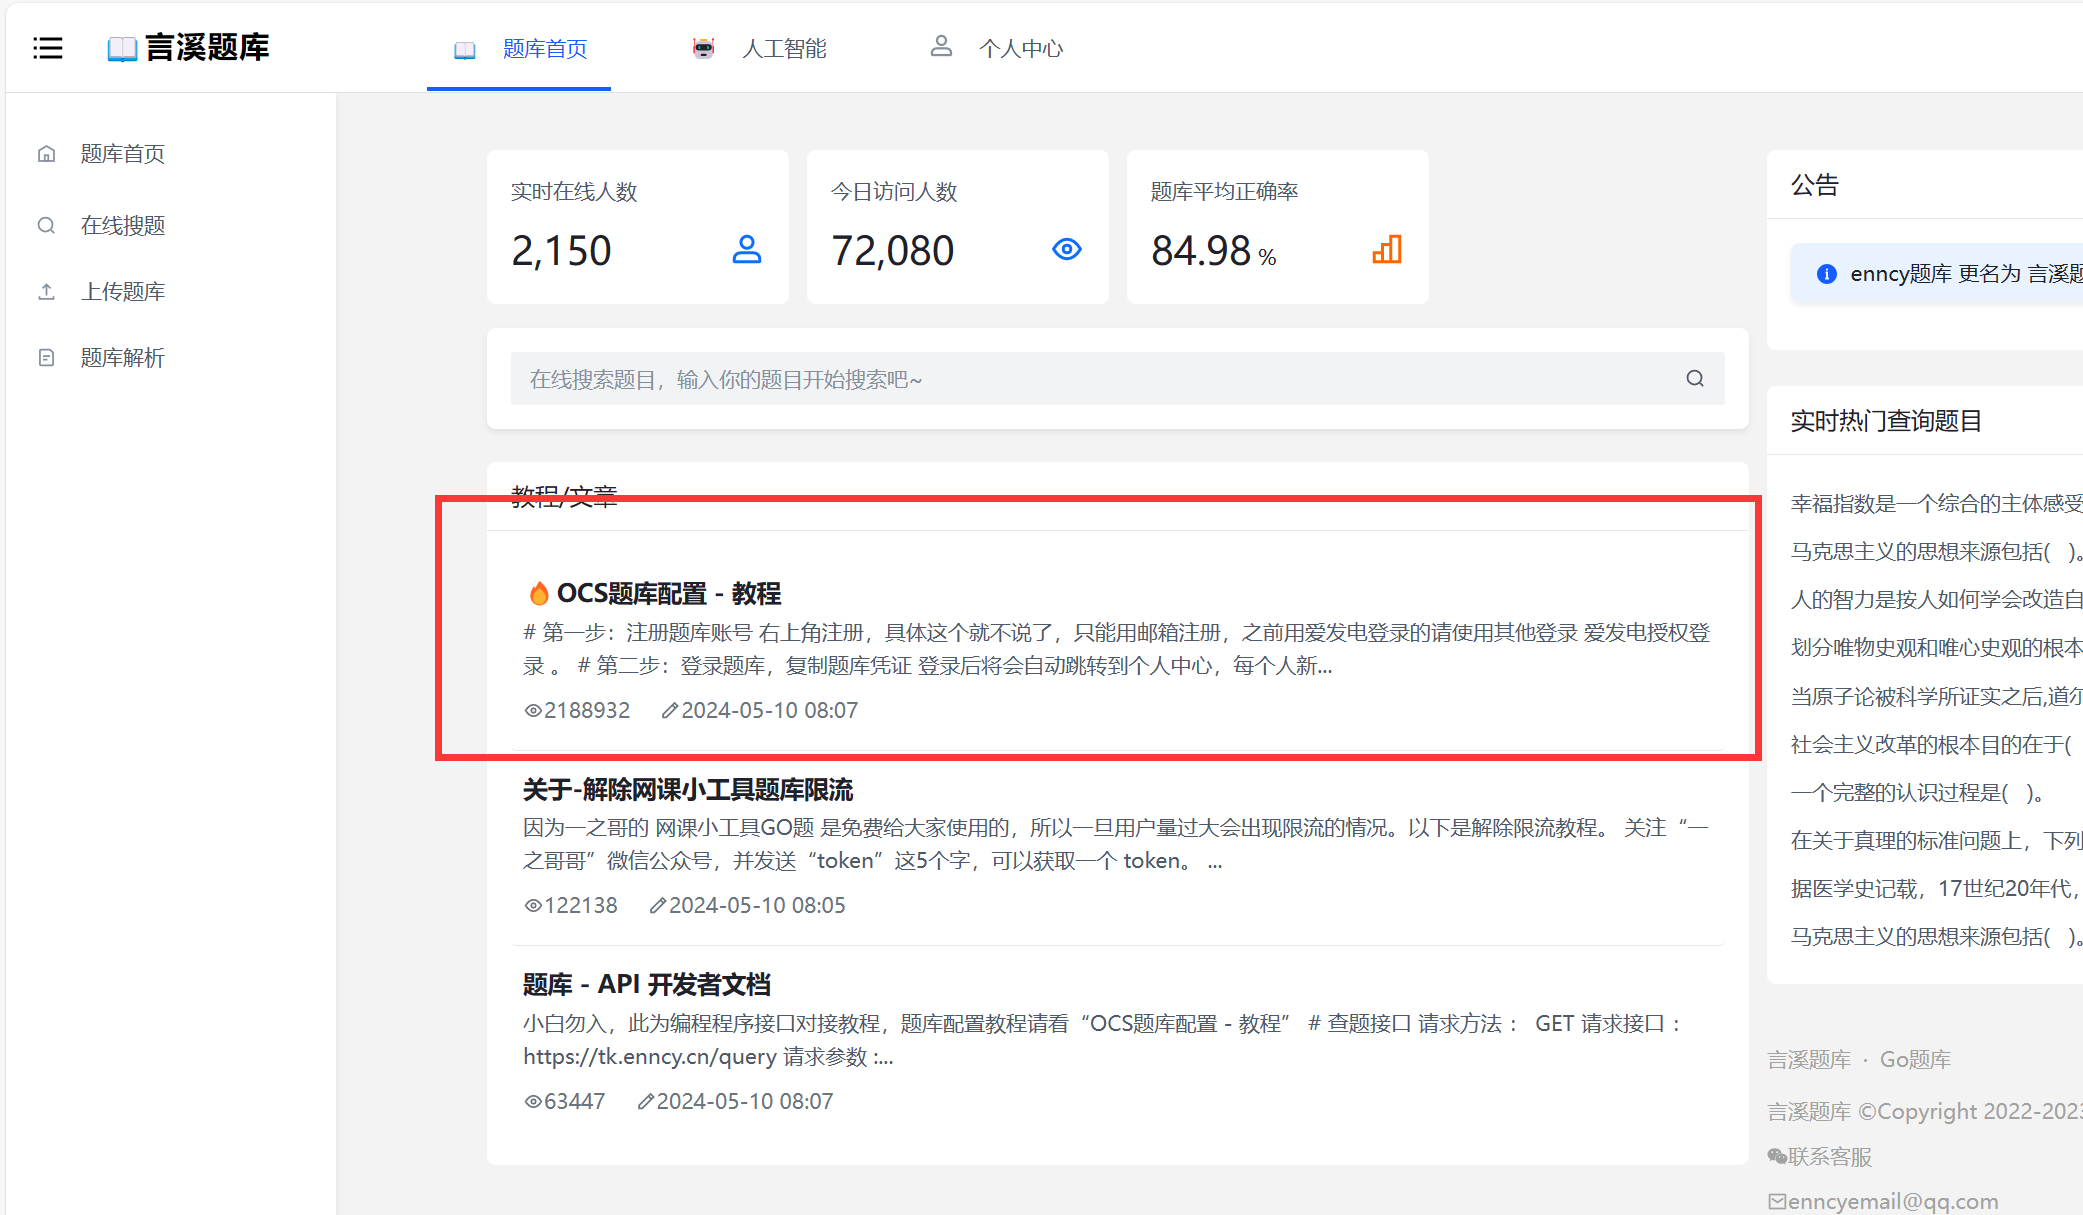 言溪题库
题库首页
人工智能
个人中心
题库首页
在线搜题
上传题库
题库解析
实时在线人数
2,150
今日访问人数
72,080
题库平均正确率
84.98 %
在线搜索题目，输入你的题目开始搜索吧~
教程/文章
OCS题库配置 - 教程
# 第一步：注册题库账号 右上角注册，具体这个就不说了，只能用邮箱注册，之前用爱发电登录的请使用其他登录 爱发电授权登
录 。 # 第二步：登录题库，复制题库凭证 登录后将会自动跳转到个人中心，每个人新...
2188932 2024-05-10 08:07
关于-解除网课小工具题库限流
因为一之哥的 网课小工具GO题 是免费给大家使用的，所以一旦用户量过大会出现限流的情况。以下是解除限流教程。 关注“一
之哥哥”微信公众号，并发送“token”这5个字，可以获取一个 token。 ...
122138 2024-05-10 08:05
题库 - API 开发者文档
小白勿入，此为编程程序接口对接教程，题库配置教程请看“OCS题库配置 - 教程” # 查题接口 请求方法 ： GET 请求接口 ：
https://tk.enncy.cn/query 请求参数 :...
63447 2024-05-10 08:07
公告
enncy题库 更名为 言溪题
实时热门查询题目
幸福指数是一个综合的主体感受
马克思主义的思想来源包括( )。
人的智力是按人如何学会改造自
划分唯物史观和唯心史观的根本
当原子论被科学所证实之后,道尔
社会主义改革的根本目的在于(
一个完整的认识过程是( )。
在关于真理的标准问题上，下列
据医学史记载，17世纪20年代，
马克思主义的思想来源包括( )。
言溪题库 · Go题库
言溪题库 ©Copyright 2022-2023
联系客服
enncyemail@qq.com